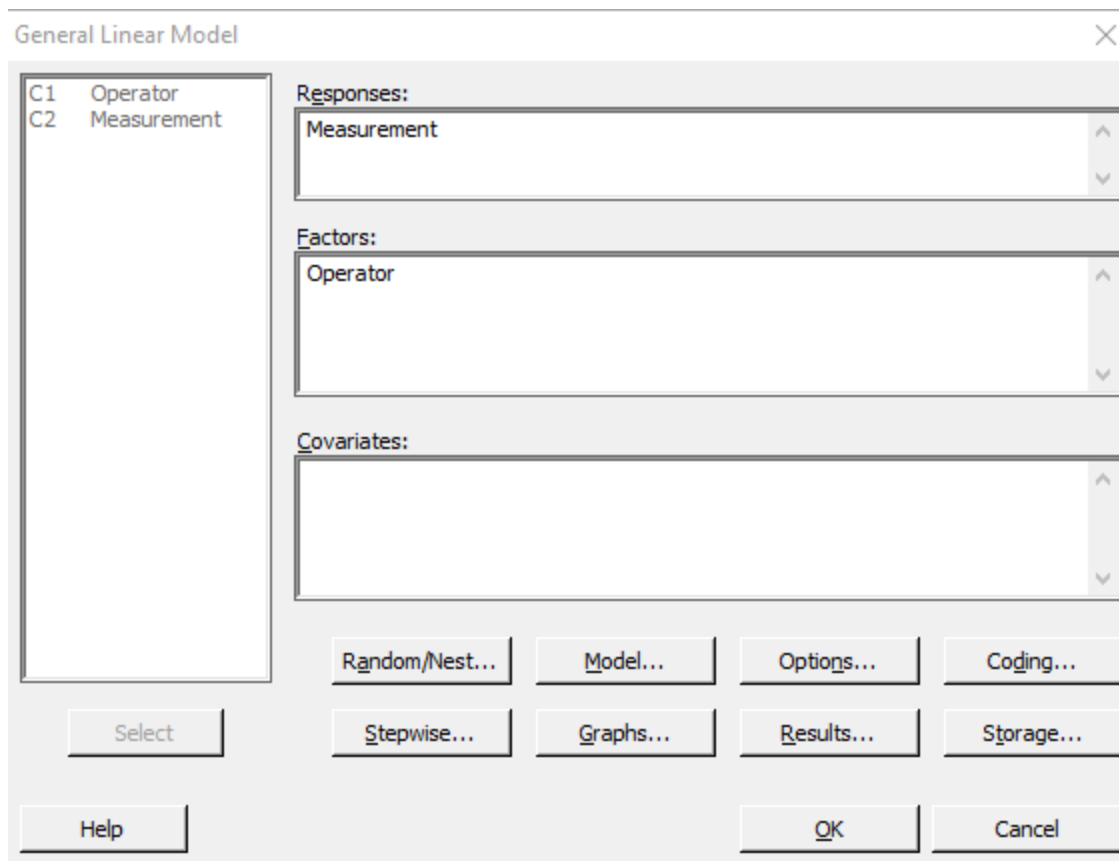 General Linear Model
C1 Operator
C2 Measurement
Responses:
Measurement
Factors:
Operator
Covariates:
Random/Nest...
Model...
Options...
Coding...
Select
Stepwise...
Graphs...
Results...
Storage...
Help
OK
Cancel